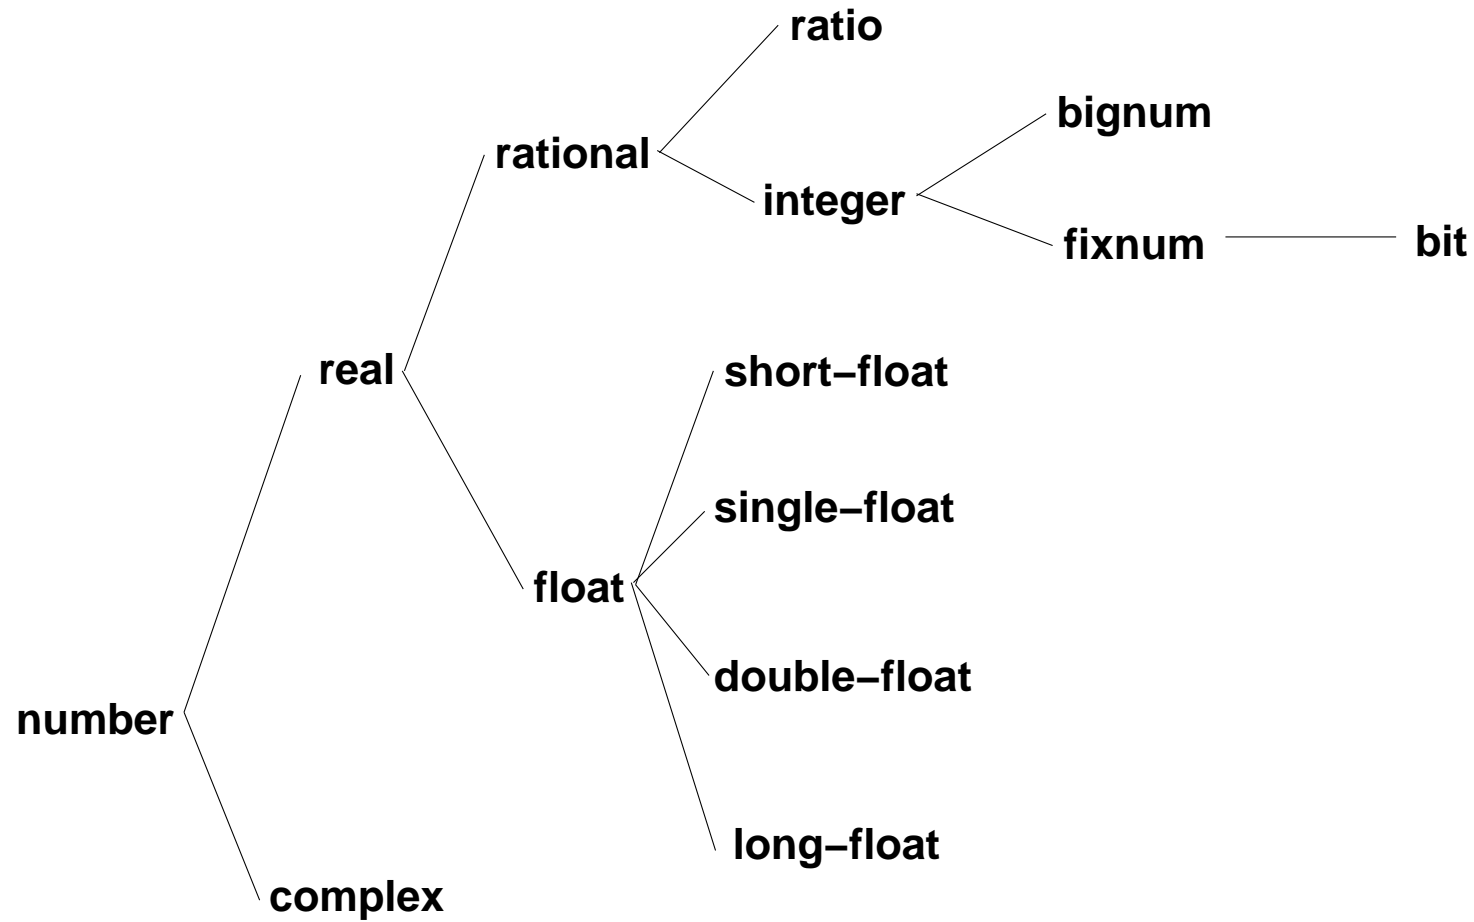 ratio
bignum
rational
integer
fixnum
bit
real
short–float
single–float
float
double–float
number
long–float
complex